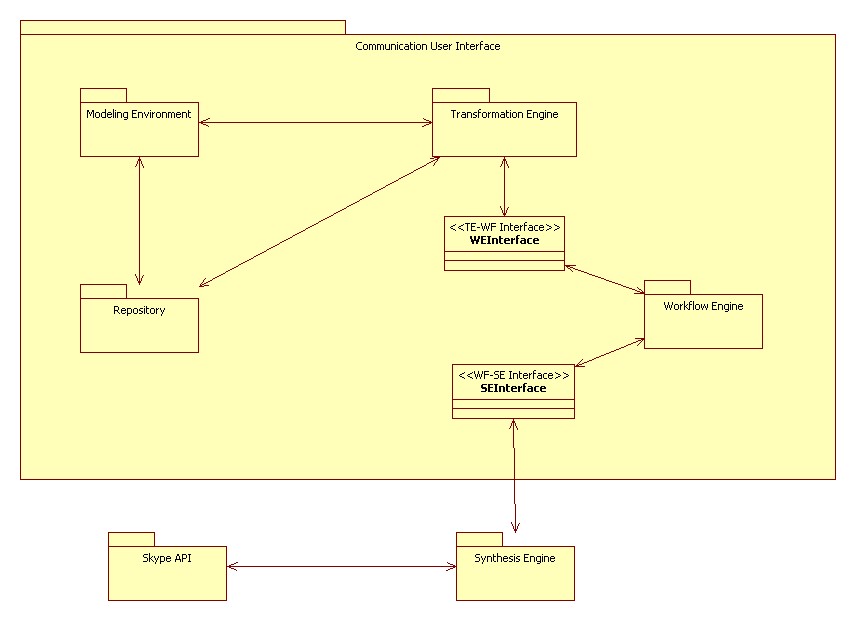 Communication User Interface
Modeling Environment
Transformation Engine
<<TE-WF Interface>>
WEInterface
Repository
Workflow Engine
<<WF-SE Interface>>
SEInterface
Skype API
Synthesis Engine